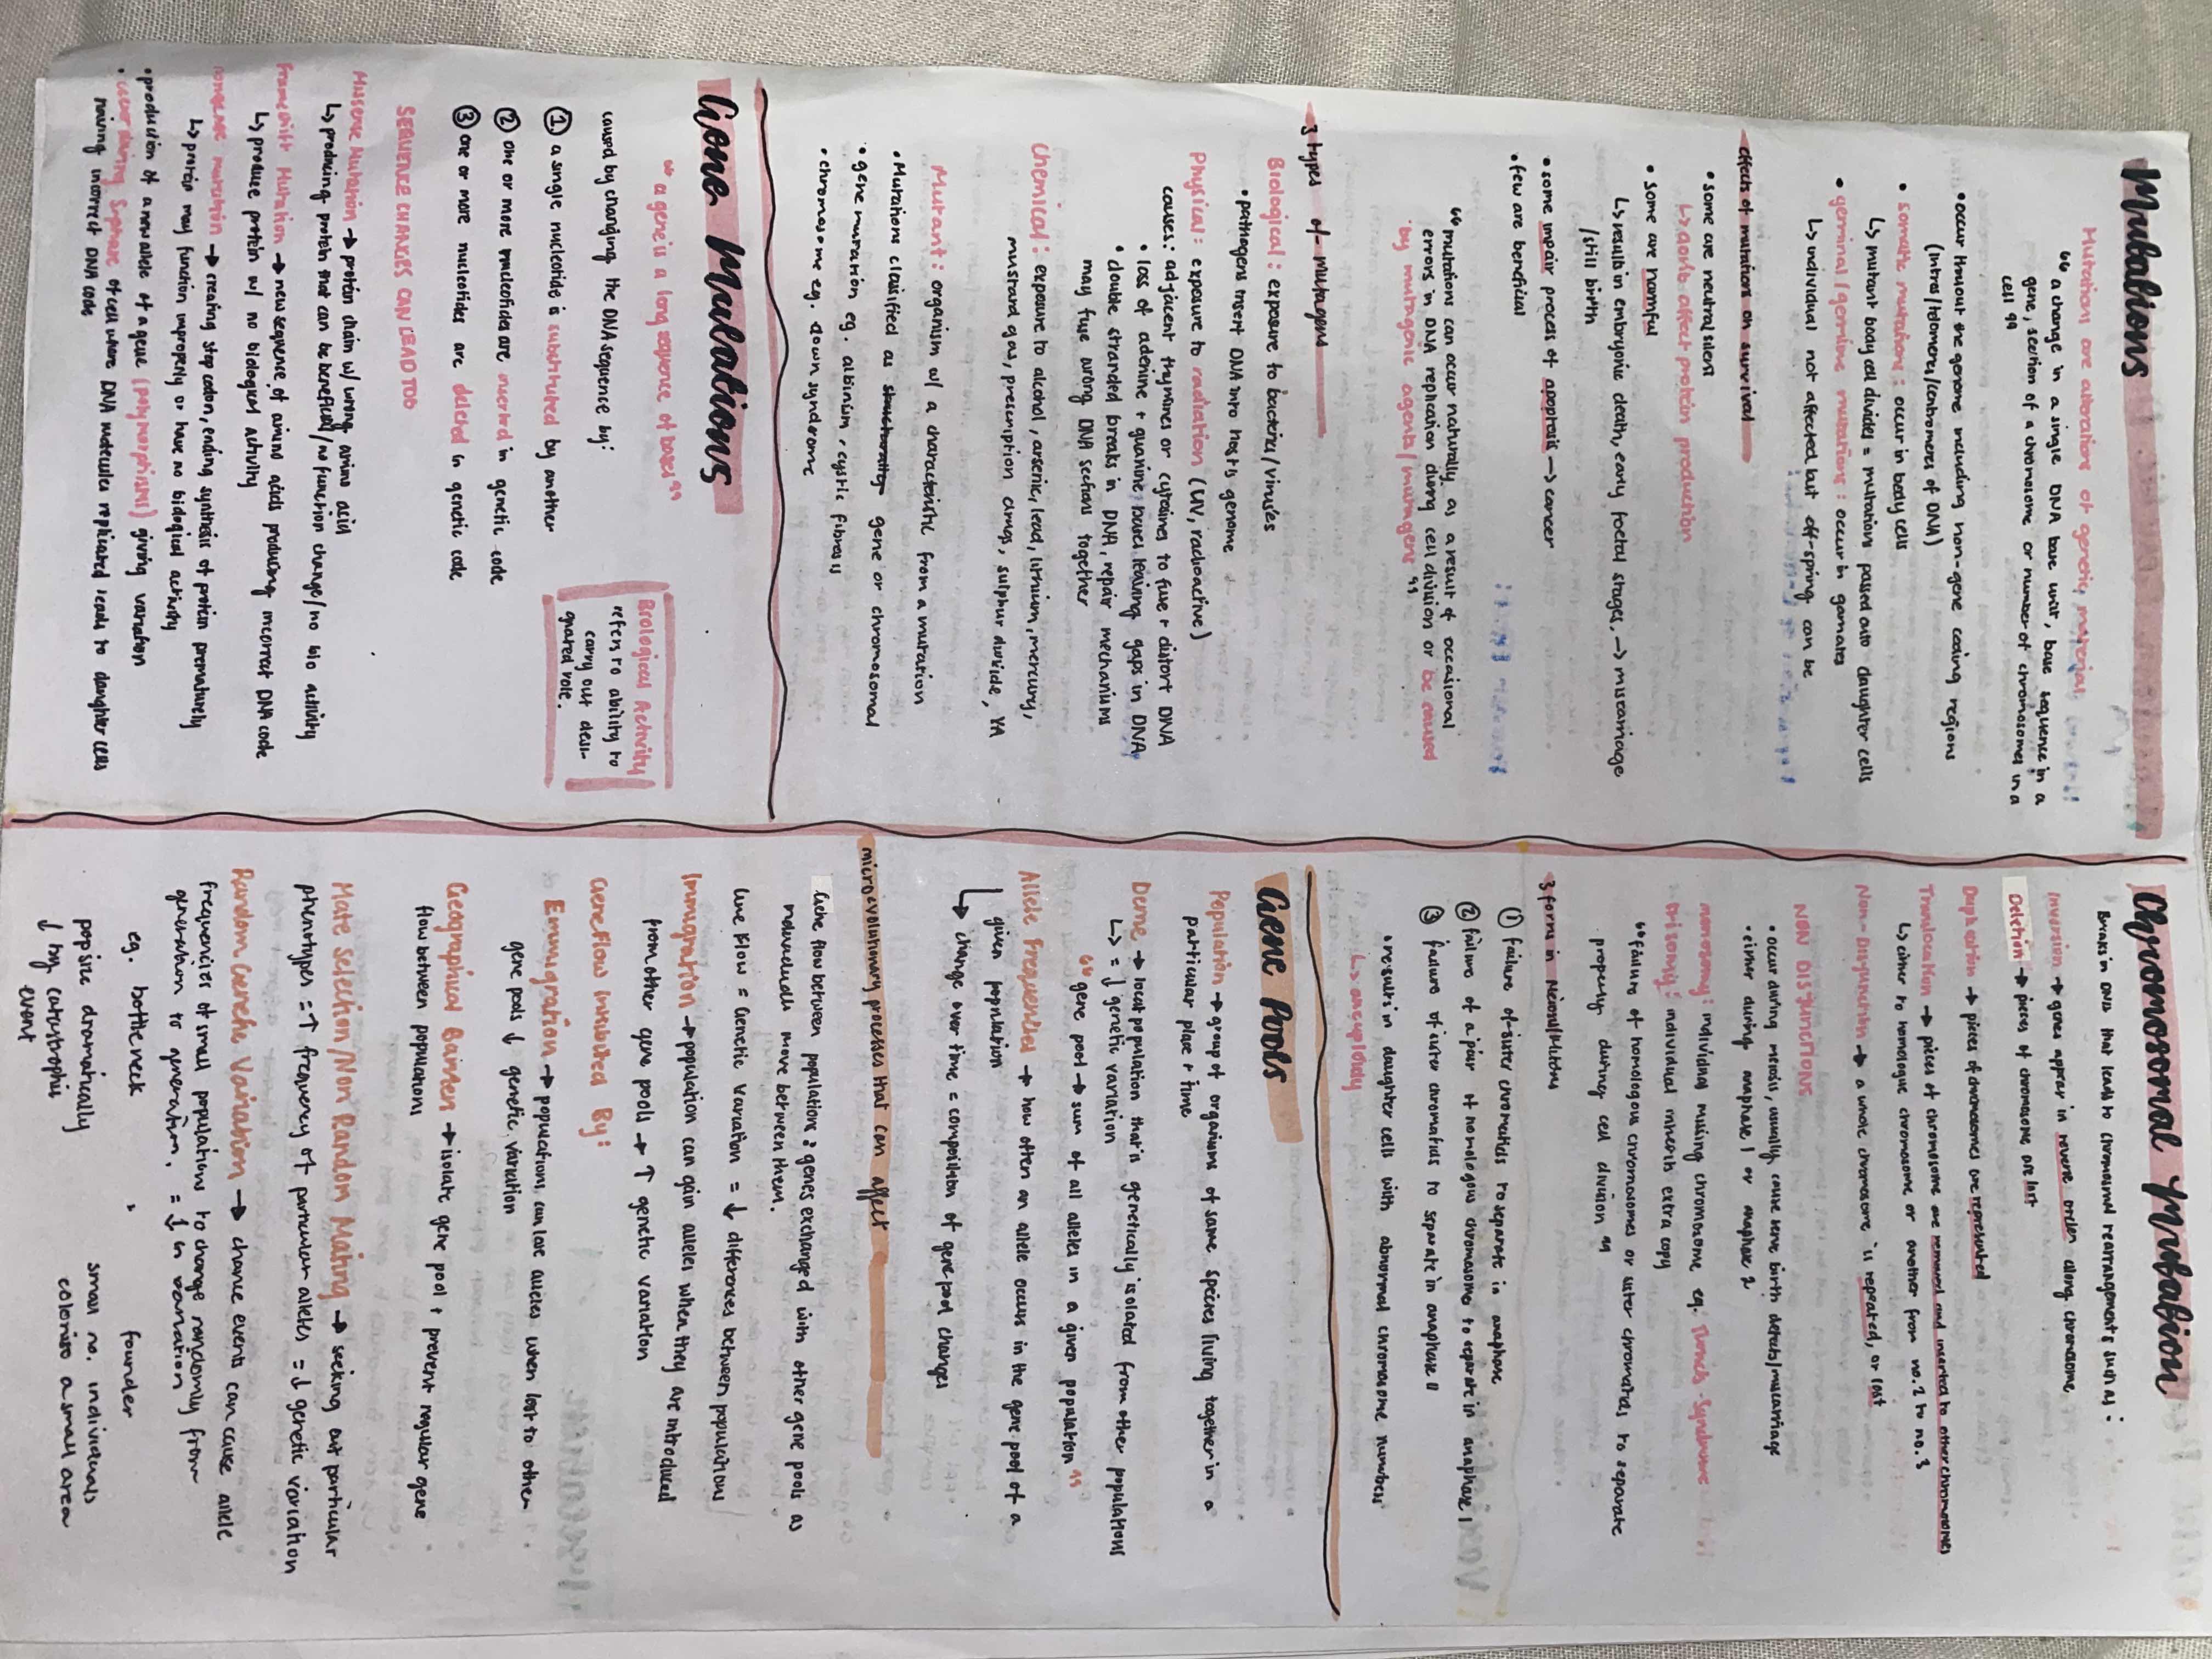 Mutations
Mutations are alterations of genetic material
"a change in a single DNA base unit, base sequence in a
gene, section of a chromosome or number of chromosomes in a
cell"
• occur thruout the genome including non-gene coding regions
(intros/telomeres/centromeres of DNA)
• somatic mutations: occur in body cells
↳ mutant body cell divides = mutations passed onto daughter cells
• germinal/germline mutations: occur in gamates
↳ individual not affected but off-spring can be
effects of mutations on survival
• some are neutral silent
↳ don't affect protein production
• some are harmful
↳ results in embryonic death, early foetal stages, → miscarriage
/still birth
• some impair process of apoptosis → cancer
• few are beneficial
"mutations can occur naturally as a result of occasional
errors in DNA replication during cell division or be caused
by mutagenic agents/mutagens"
3 types of mutagens
Biological: exposure to bacteria/viruses
• pathogens insert DNA into host's genome
Physical: exposure to radiation (UV, radioactive)
causes: adjacent thymines or cytosines to fuse + distort DNA
• loss of adenine + guanine bases leaving gaps in DNA
• double stranded breaks in DNA, repair mechanisms
may fuse wrong DNA sections together
Chemical: exposure to alcohol, arsenic, lead, lithium, mercury,
mustard gas, prescription drugs, sulphur dioxide,
Mutant: organism w/ a characteristic from a mutation
• Mutations classified as structurally gene or chromosomal
• gene mutation eg. albinism, cystic fibrosis
• chromosome eg. down syndrome
Gene Mutations
"a gene is a long sequence of bases"
caused by changing the DNA sequence by:
① a single nucleotide is substituted by another
② one or more nucleotides are inserted in genetic code
③ one or more nucleotides are deleted in genetic code
Biological Activity
refers to ability to
carry out desi-
gnated role.
SEQUENCE CHANGES CAN LEAD TOO
Missense Mutation → protein chain w/ wrong amino acid
↳ producing protein that can be beneficial/no function change/no bio activity
Frameshift Mutation → new sequence of amino acids producing incorrect DNA code
↳ produce protein w/ no biological activity
nonsense mutation → creating stop codon, ending synthesis of protein prematurely
↳ protein may function improperly or have no biological activity
• production of a new allele of a gene (polymorphisms) giving variation
• error during S-phase of cell where DNA molecules replicated leads to daughter cells
having incorrect DNA code
Chromosomal Mutation
Breaks in DNA that leads to chromosomal rearrangements such as:
Inversion → genes appear in reverse order along chromosome
Deletion → pieces of chromosome are lost
Duplication → pieces of chromosomes are represented
Translocation → pieces of chromosome are removed and inserted to other chromosomes
↳ either to homologue chromosome or another from no. 2 to no. 3
Non-Disjunction → a whole chromosome is repeated, or lost
NON DISJUNCTIONS
• occur during meiosis, usually cause severe birth defects/miscarriage
• either during anaphase 1 or anaphase 2
monosomy: individual missing chromosome eg. Turners Syndrome
trisomy: individual inherits extra copy
"failure of homologous chromosomes or sister chromatids to separate
properly during cell division"
3 forms in Meiosis/Mitosis
① failure of sister chromatids to separate in anaphase
② failure of a pair of homologous chromosomes to separate in anaphase I
③ failure of sister chromatids to separate in anaphase II
• results in daughter cells with abnormal chromosome numbers
↳ aneuploidy
Gene Pools
Population → group of organisms of same species living together in a
particular place + time
Deme → local population that is genetically isolated from other populations
↳ = ↓ genetic variation
"gene pool → sum of all alleles in a given population"
Allele Frequencies → how often an allele occurs in the gene pool of a
given population
↳ change over time = composition of gene pool changes
microevolutionary processes that can affect
Gene flow between populations: genes exchanged with other gene pools as
individuals move between them.
Gene Flow = Genetic Variation = ↓ differences between populations
Immigration → population can gain alleles when they are introduced
from other gene pools → ↑ genetic variation
Gene Flow Inhibited By:
Emmigration → populations can lose alleles when lost to other
gene pools ↓ genetic variation
Geographical Barriers → isolate gene pool + prevent regular gene
flow between populations
Mate Selection/Non Random Mating → seeking out particular
phenotypes = ↑ frequency of particular alleles = ↓ genetic variation
Random Genetic Variation → chance events can cause allele
frequencies of small populations to change randomly from
generation to generation. = ↓ in variation
eg. bottleneck
pop size dramatically
↓ by catastrophic
event
founder
small no. individuals
colonise a small area